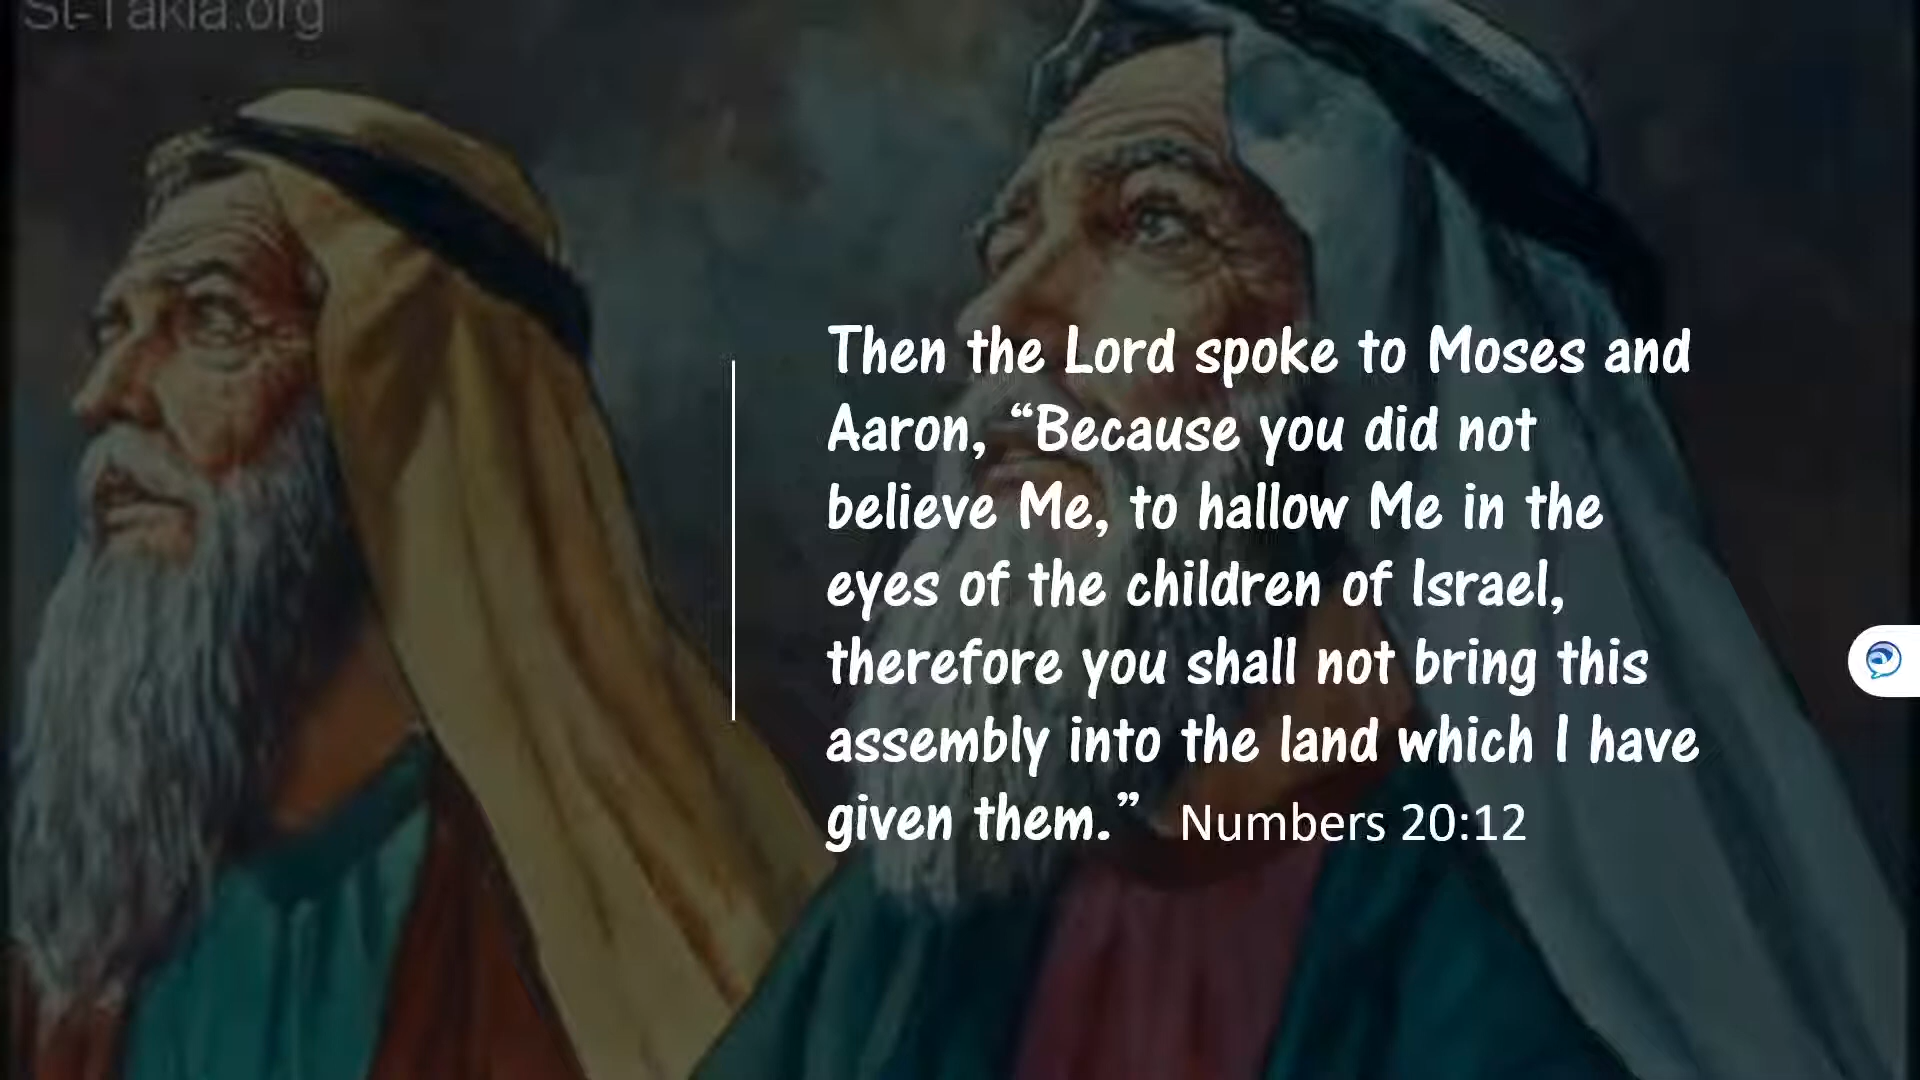 St-Takla.org
Then the Lord spoke to Moses and
Aaron, “Because you did not
believe Me, to hallow Me in the
eyes of the children of Israel,
therefore you shall not bring this
assembly into the land which I have
given them.” Numbers 20:12